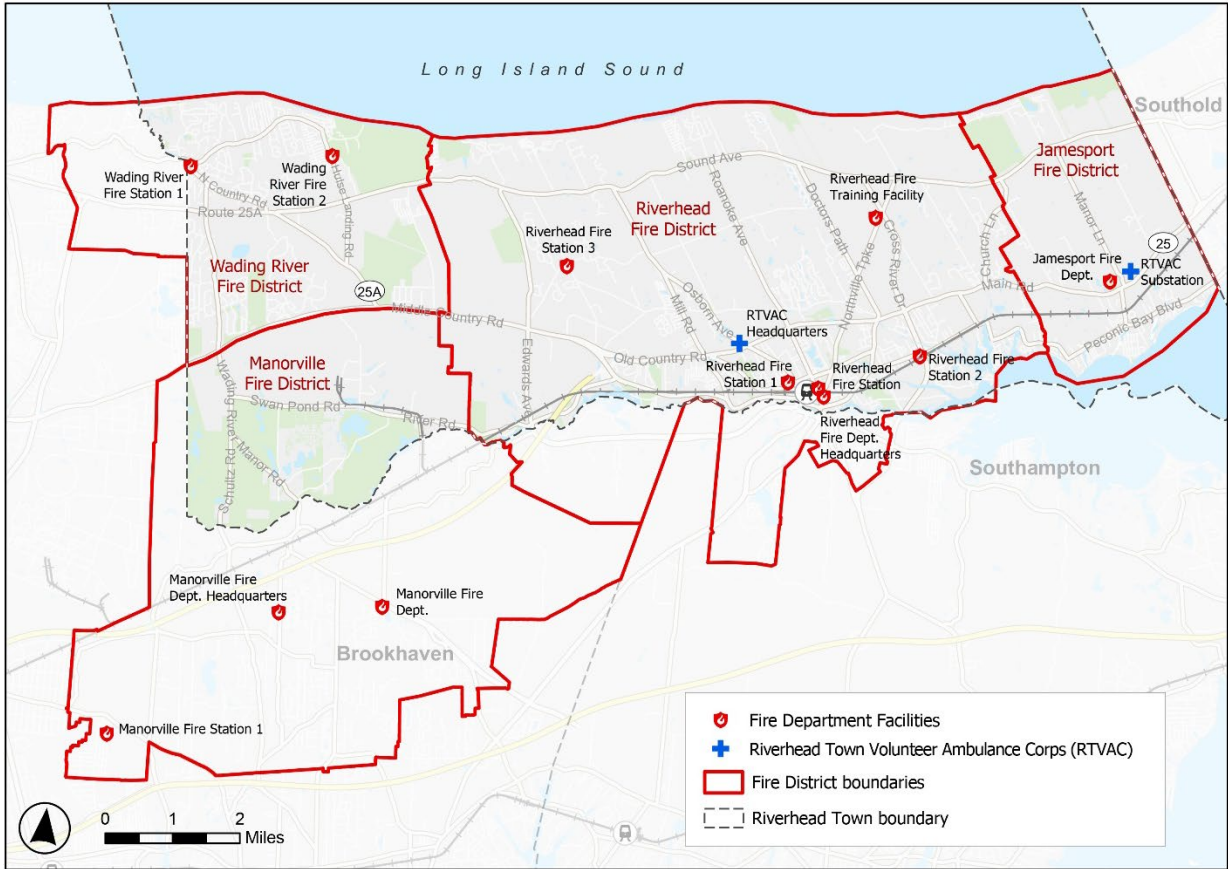 Long Island Sound
Southold
Wading River
Fire Station 1
Wading
River Fire
Station 2
N Country Rd
Hulse Landing Rd
Route 25A
Sound Ave
Roanoke Ave
Doctors Path
Riverhead Fire
Training Facility
Jamesport
Fire District
Riverhead
Fire District
Riverhead Fire
Station 3
Cross River Dr
Northville Tpke
Church Ln
Manor Ln
25
Jamesport Fire
Dept.
RTVAC
Substation
Wading River
Fire District
25A
Main Rd
Peconic Bay Blvd
Middle Country Rd
Osborn Ave
Mill Rd
RTVAC
Headquarters
Old Country Rd
Edwards Ave
Riverhead Fire
Station 1
Riverhead
Fire Station
Riverhead Fire
Station 2
Manorville
Fire District
Wading River Manor Rd
Swan Pond Rd
River Rd
Schultz Rd
Riverhead
Fire Dept.
Headquarters
Southampton
Manorville Fire
Dept. Headquarters
Manorville Fire
Dept.
Brookhaven
Manorville Fire Station 1
Fire Department Facilities
Riverhead Town Volunteer Ambulance Corps (RTVAC)
Fire District boundaries
Riverhead Town boundary
0 1 2
Miles